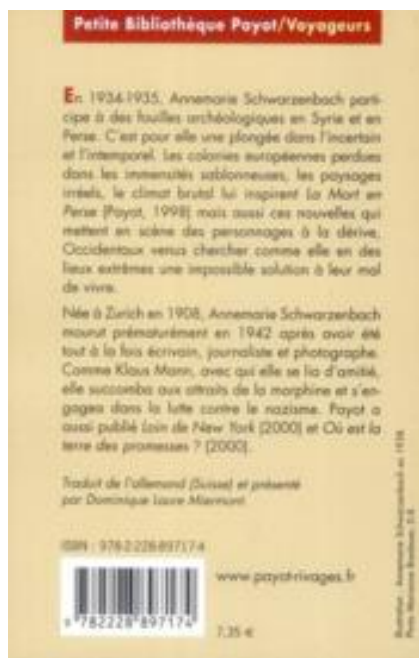 Petite Bibliothèque Payot/Voyageurs
En 1934-1935, Annemarie Schwarzenbach parti-
cipe à des fouilles archéologiques en Syrie et en
Perse. C'est pour elle une plongée dans l'incertain
et l'intemporel. Les colonies européennes perdues
dans les immensités sablonneuses, les paysages
irréels, le climat brutal lui inspirent La Mort en
Perse (Payot, 1998) mais aussi ces nouvelles qui
mettent en scène des personnages à la dérive,
Occidentaux venus chercher comme elle en des
lieux extrêmes une impossible solution à leur mal
de vivre.
Née à Zurich en 1908, Annemarie Schwarzenbach
mourut prématurément en 1942 après avoir été
tout à la fois écrivain, journaliste et photographe.
Comme Klaus Mann, avec qui elle se lia d'amitié,
elle succomba aux attraits de la morphine et s'en-
gagea dans la lutte contre le nazisme. Payot a
aussi publié Loin de New York (2000) et Où est la
terre des promesses ? (2000).
Traduit de l'allemand (Suisse) et présenté
par Dominique Laure Miermont
ISBN : 978-2-228-89717-4
www.payot-rivages.fr
9 782228 897174
7,35 €
Illustration : Annemarie Schwarzenbach en 1938